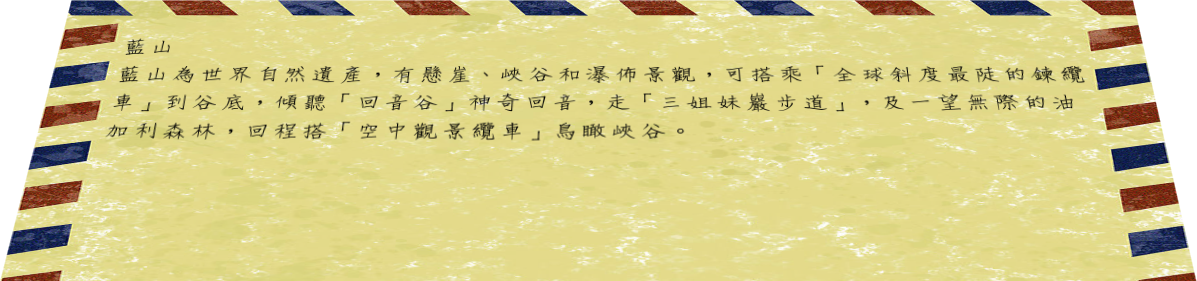 藍山
藍山為世界自然遺產，有懸崖、峽谷和瀑佈景觀，可搭乘「全球斜度最陡的鍊纜
車」到谷底，傾聽「回音谷」神奇回音，走「三姐妹巖步道」，及一望無際的油
加利森林，回程搭「空中觀景纜車」鳥瞰峽谷。